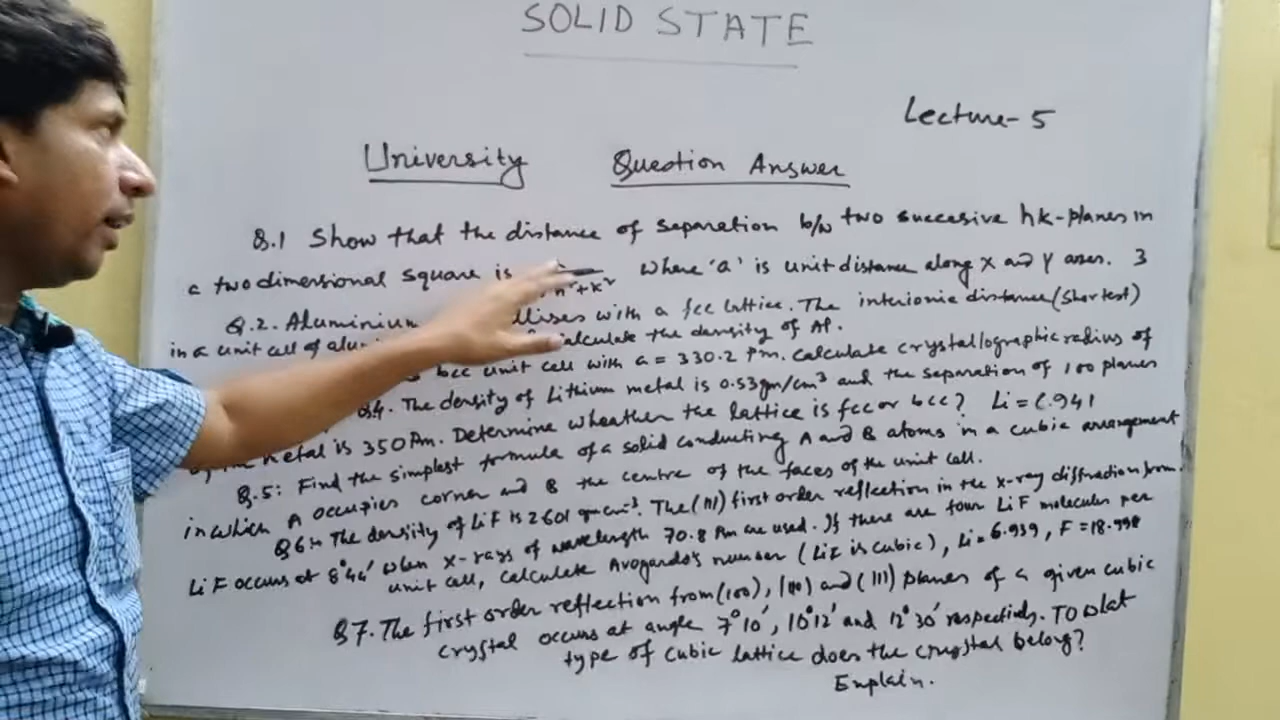 SOLID STATE
Lecture-5
University Question Answer
Q.1 Show that the distance of separation b/w two succesive hk-planes in
a two dimensional square is h²+k² where 'a' is unit distance along X and Y axes. 3
Q.2. Aluminium with a fcc lattice. The interionic distance (shortest)
in a unit cell of calculate the density of Al.
bcc unit cell with a = 330.2 Pm. calculate crystallographic radius of
Q4. The density of Lithium metal is 0.53gm/cm³ and the separation of 100 planes
metal is 350 Pm. Determine wheather the lattice is fcc or bcc? Li = 6.941
Q.5: Find the simplest formula of a solid conducting A and B atoms in a cubic arrangement
in which A occupies corner and B the centre of the faces of the unit cell.
Q6:- The density of LiF is 2.601 gm cm⁻³. The (111) first order reflection in the x-ray diffraction from
LiF occurs at 8°44' when x-rays of wavelength 70.8 Pm are used. If there are four LiF molecules per
unit cell, calculate Avogardo's number (LiF is cubic), Li = 6.939, F = 18.998
Q7. The first order reflection from (100), (110) and (111) planes of a given cubic
crystal occurs at angle 7°10', 10°12' and 12°30' respectively. TO what
type of cubic lattice does the crystal belong?
Explain.